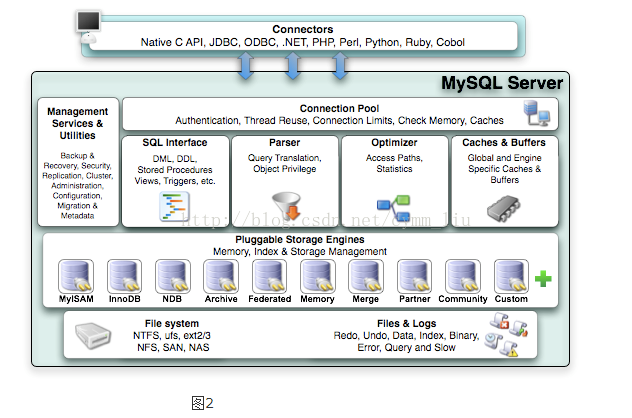 Connectors
Native C API, JDBC, ODBC, .NET, PHP, Perl, Python, Ruby, Cobol
MySQL Server
Management
Services &
Utilities
Backup &
Recovery, Security,
Replication, Cluster,
Administration,
Configuration,
Migration &
Metadata
Connection Pool
Authentication, Thread Reuse, Connection Limits, Check Memory, Caches
SQL Interface
DML, DDL,
Stored Procedures
Views, Triggers, etc.
Parser
Query Translation,
Object Privilege
Optimizer
Access Paths,
Statistics
Caches & Buffers
Global and Engine
Specific Caches &
Buffers
http://blog.csdn.net/cymm_liu
Pluggable Storage Engines
Memory, Index & Storage Management
MyISAM
InnoDB
NDB
Archive
Federated
Memory
Merge
Partner
Community
Custom
File system
NTFS, ufs, ext2/3
NFS, SAN, NAS
Files & Logs
Redo, Undo, Data, Index, Binary,
Error, Query and Slow
图2